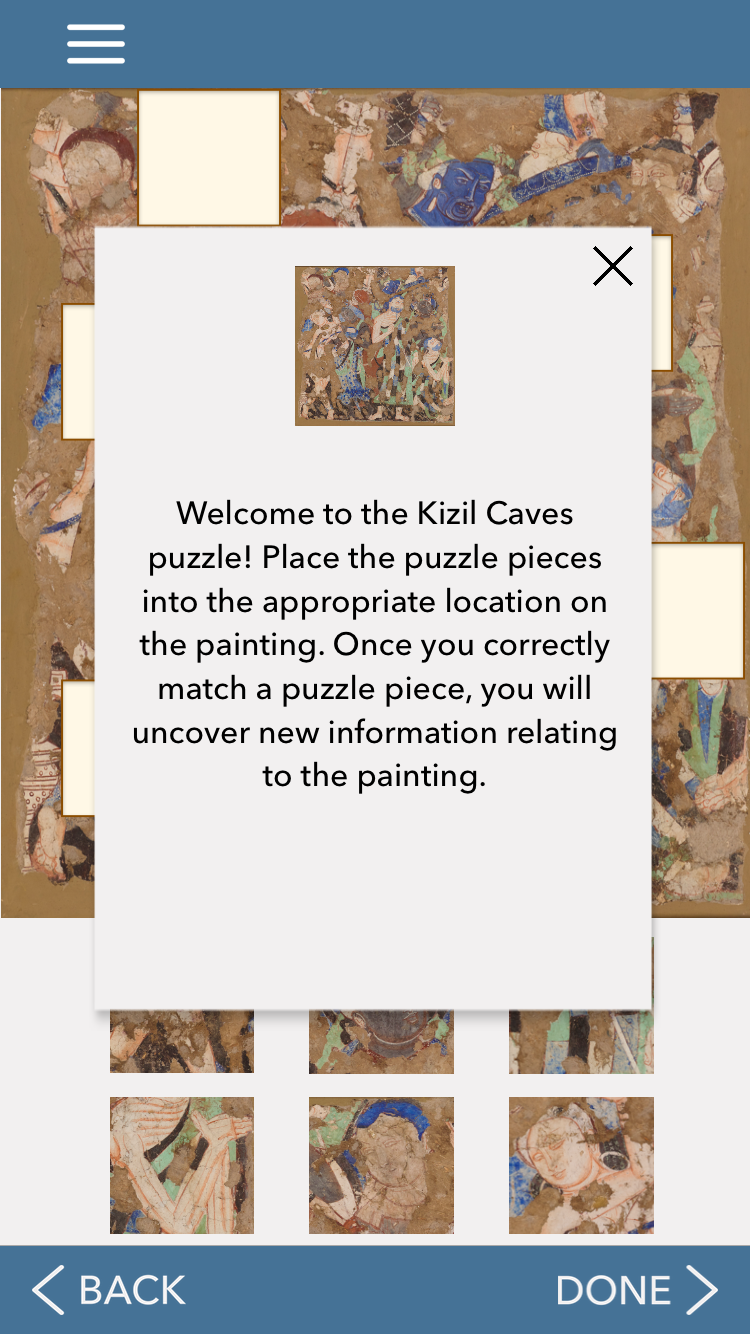 Welcome to the Kizil Caves
puzzle! Place the puzzle pieces
into the appropriate location on
the painting. Once you correctly
match a puzzle piece, you will
uncover new information relating
to the painting.
BACK
DONE